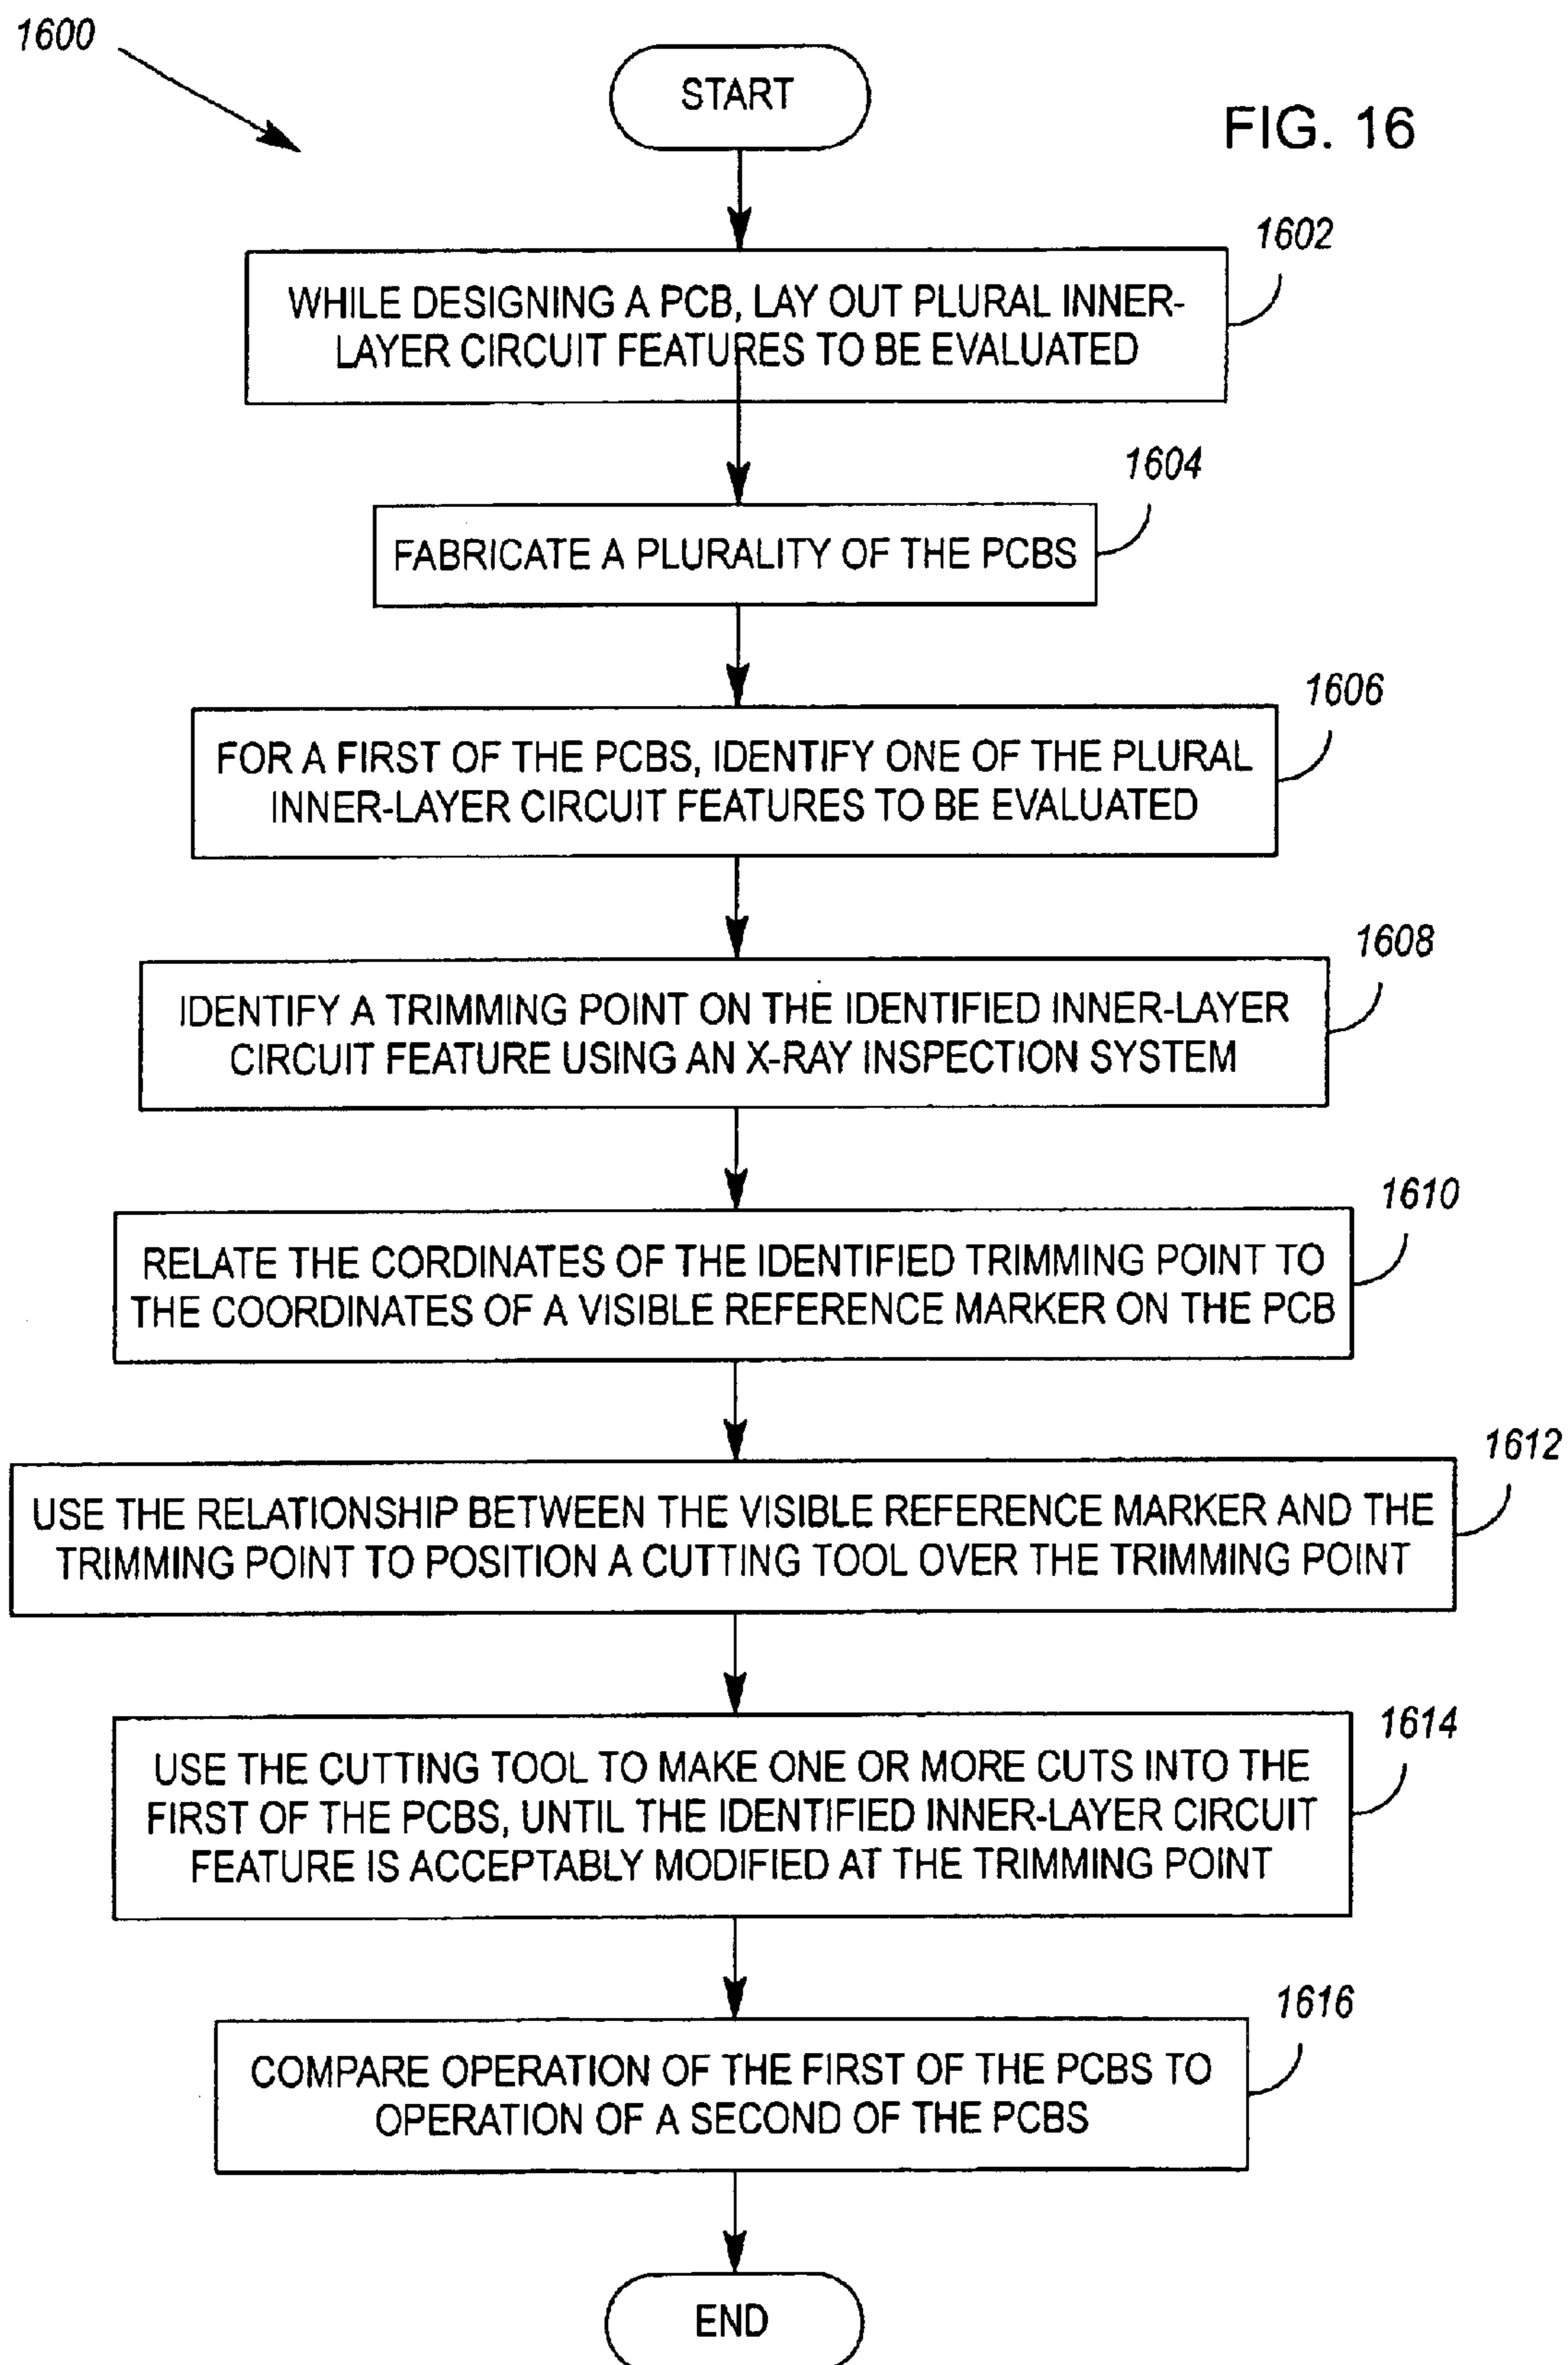 1600
START
FIG. 16
1602
WHILE DESIGNING A PCB, LAY OUT PLURAL INNER-
LAYER CIRCUIT FEATURES TO BE EVALUATED
1604
FABRICATE A PLURALITY OF THE PCBS
1606
FOR A FIRST OF THE PCBS, IDENTIFY ONE OF THE PLURAL
INNER-LAYER CIRCUIT FEATURES TO BE EVALUATED
1608
IDENTIFY A TRIMMING POINT ON THE IDENTIFIED INNER-LAYER
CIRCUIT FEATURE USING AN X-RAY INSPECTION SYSTEM
1610
RELATE THE CORDINATES OF THE IDENTIFIED TRIMMING POINT TO
THE COORDINATES OF A VISIBLE REFERENCE MARKER ON THE PCB
1612
USE THE RELATIONSHIP BETWEEN THE VISIBLE REFERENCE MARKER AND THE
TRIMMING POINT TO POSITION A CUTTING TOOL OVER THE TRIMMING POINT
1614
USE THE CUTTING TOOL TO MAKE ONE OR MORE CUTS INTO THE
FIRST OF THE PCBS, UNTIL THE IDENTIFIED INNER-LAYER CIRCUIT
FEATURE IS ACCEPTABLY MODIFIED AT THE TRIMMING POINT
1616
COMPARE OPERATION OF THE FIRST OF THE PCBS TO
OPERATION OF A SECOND OF THE PCBS
END